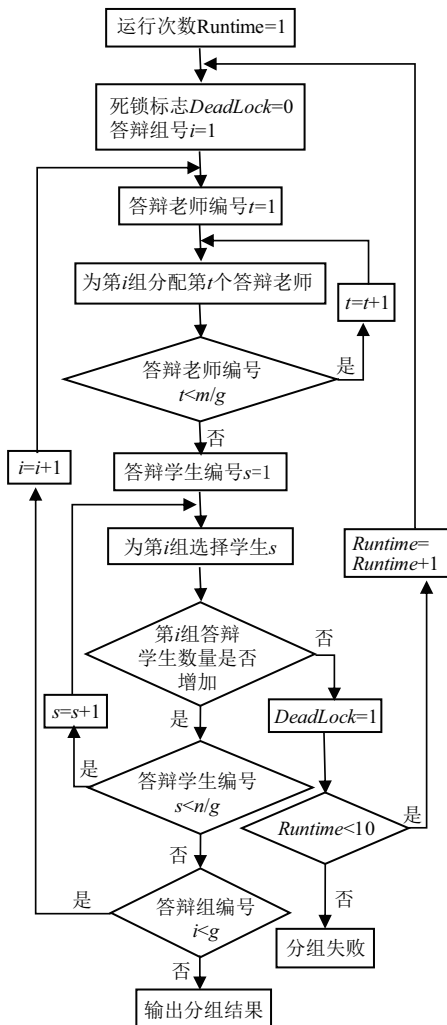 运行次数Runtime=1
死锁标志DeadLock=0
答辩组号i=1
答辩老师编号t=1
为第i组分配第t个答辩老师
t=t+1
答辩老师编号
t<m/g
是
否
i=i+1
答辩学生编号s=1
为第i组选择学生s
Runtime=
Runtime+1
第i组答辩
学生数量是否
增加
否
s=s+1
是
DeadLock=1
是
答辩学生编号
s<n/g
Runtime<10
是
否
是
答辩组编号
i<g
否
分组失败
否
输出分组结果